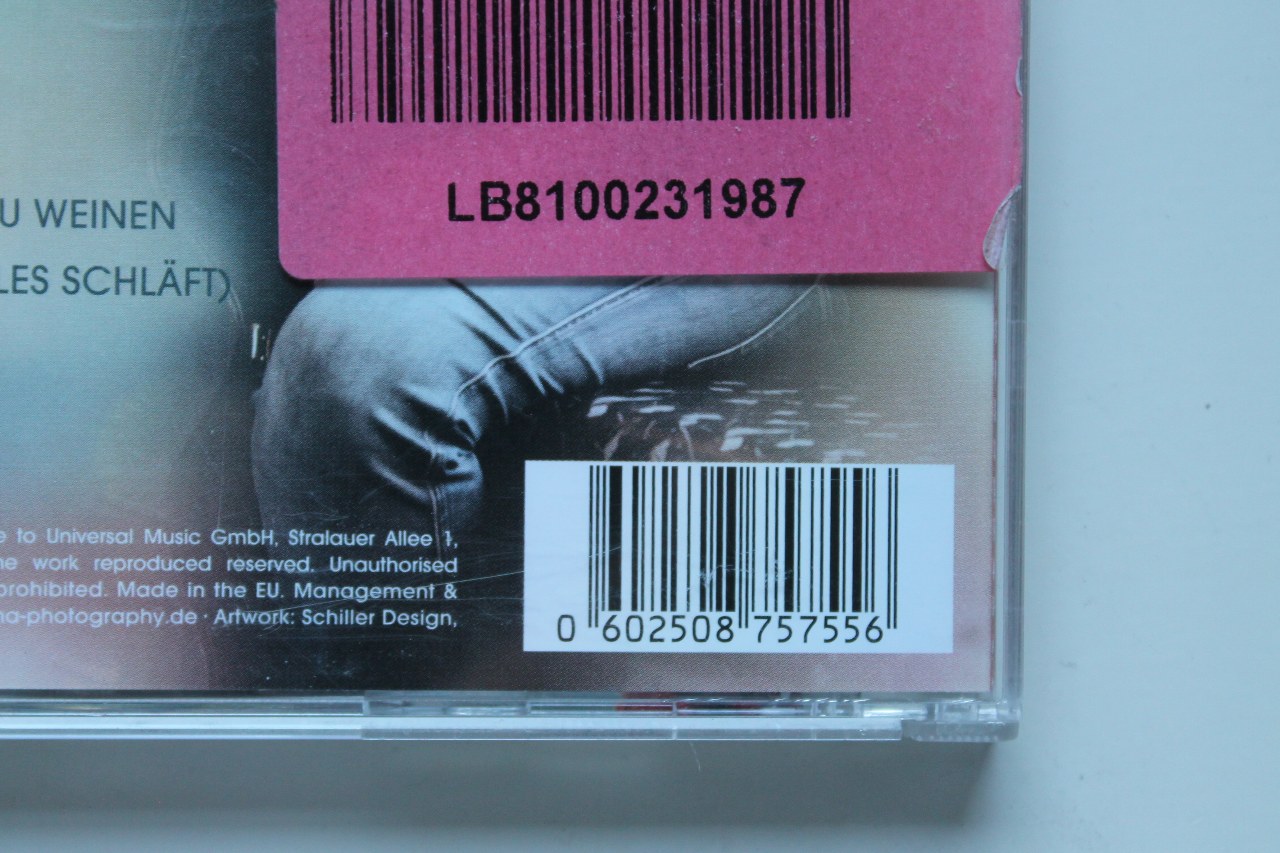 LB8100231987
U WEINEN
LES SCHLÄFT)
e to Universal Music GmbH, Stralauer Allee 1,
work reproduced reserved. Unauthorised
prohibited. Made in the EU. Management &
na-photography.de · Artwork: Schiller Design,
0 602508 757556